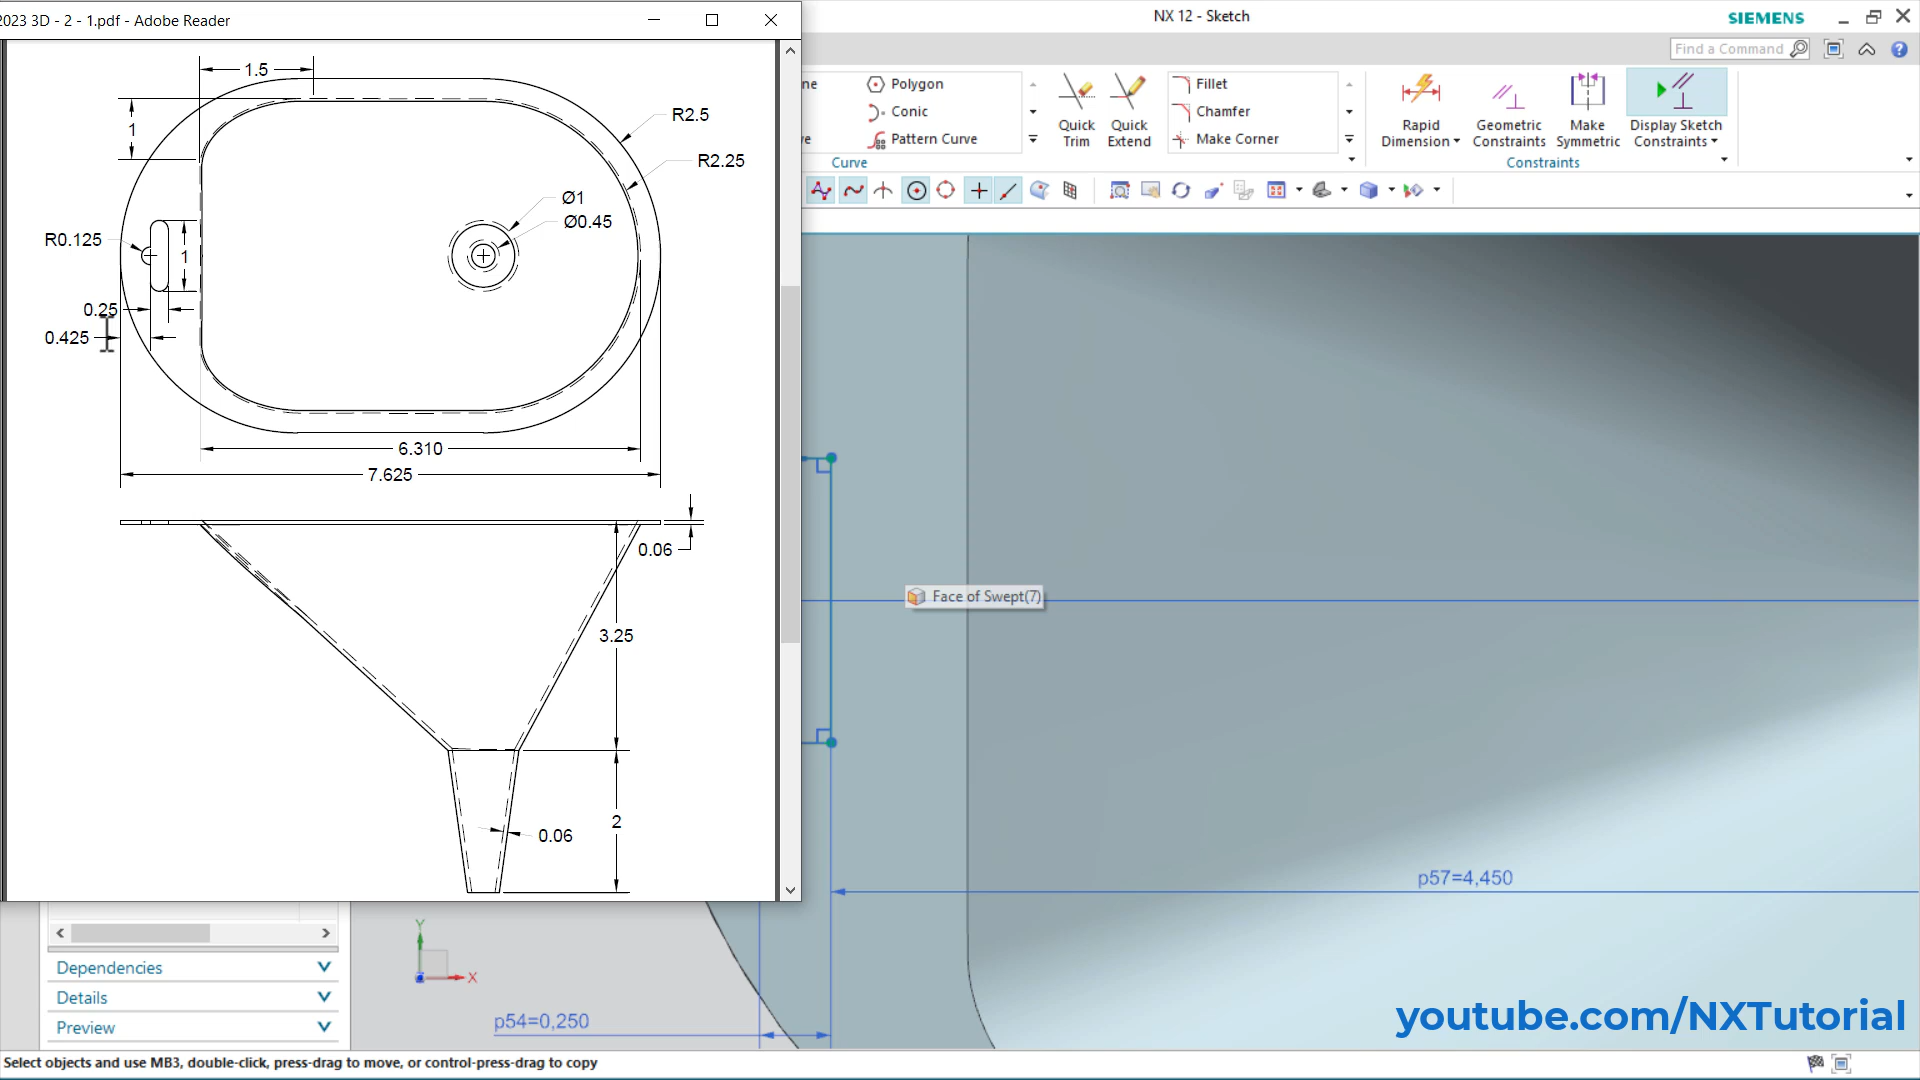 2023 3D - 2 - 1.pdf - Adobe Reader
NX 12 - Sketch
SIEMENS
Find a Command
ne
Polygon
Conic
ve
Pattern Curve
Curve
Quick
Trim
Quick
Extend
Fillet
Chamfer
Make Corner
Rapid
Dimension
Geometric
Constraints
Make
Symmetric
Display Sketch
Constraints
Constraints
1.5
R2.5
1
R2.25
Ø1
Ø0.45
R0.125
1
0.25
0.425
6.310
7.625
0.06
3.25
0.06
2
Face of Swept(7)
p57=4,450
p54=0,250
Y
X
Dependencies
Details
Preview
youtube.com/NXTutorial
Select objects and use MB3, double-click, press-drag to move, or control-press-drag to copy